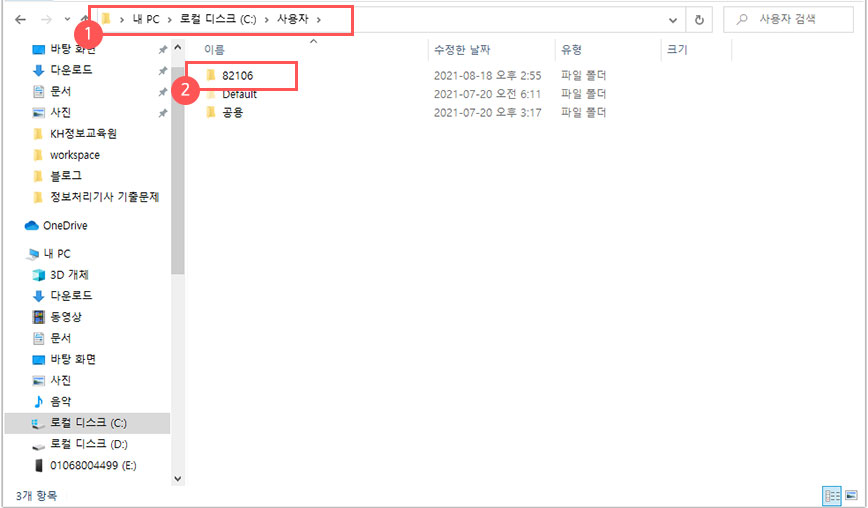 1
내 PC > 로컬 디스크 (C:) > 사용자 >
사용자 검색
이름 수정한 날짜 유형 크기
2
82106 2021-08-18 오후 2:55 파일 폴더
Default 2021-07-20 오전 6:11 파일 폴더
공용 2021-07-20 오후 3:17 파일 폴더
바탕 화면
다운로드
문서
사진
KH정보교육원
workspace
블로그
정보처리기사 기출문제
OneDrive
내 PC
3D 개체
다운로드
동영상
문서
바탕 화면
사진
음악
로컬 디스크 (C:)
로컬 디스크 (D:)
01068004499 (E:)
3개 항목